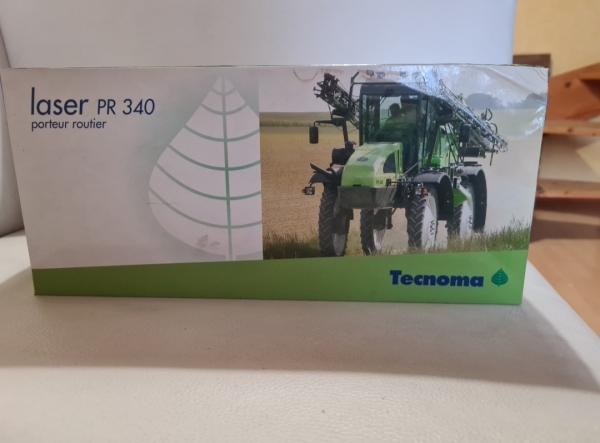 laser PR 340
porteur routier
Tecnoma